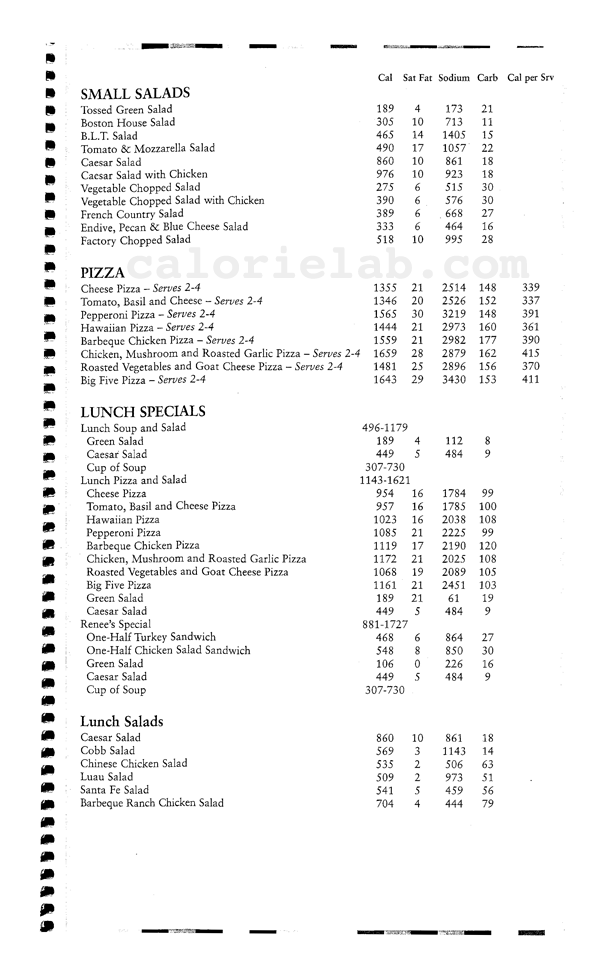 Cal Sat Fat Sodium Carb Cal per Srv
SMALL SALADS
Tossed Green Salad 189 4 173 21
Boston House Salad 305 10 713 11
B.L.T. Salad 465 14 1405 15
Tomato & Mozzarella Salad 490 17 1057 22
Caesar Salad 860 10 861 18
Caesar Salad with Chicken 976 10 923 18
Vegetable Chopped Salad 275 6 515 30
Vegetable Chopped Salad with Chicken 390 6 576 30
French Country Salad 389 6 668 27
Endive, Pecan & Blue Cheese Salad 333 6 464 16
Factory Chopped Salad 518 10 995 28
calorielab.com
PIZZA
Cheese Pizza – Serves 2-4 1355 21 2514 148 339
Tomato, Basil and Cheese – Serves 2-4 1346 20 2526 152 337
Pepperoni Pizza – Serves 2-4 1565 30 3219 148 391
Hawaiian Pizza – Serves 2-4 1444 21 2973 160 361
Barbeque Chicken Pizza – Serves 2-4 1559 21 2982 177 390
Chicken, Mushroom and Roasted Garlic Pizza – Serves 2-4 1659 28 2879 162 415
Roasted Vegetables and Goat Cheese Pizza – Serves 2-4 1481 25 2896 156 370
Big Five Pizza – Serves 2-4 1643 29 3430 153 411
LUNCH SPECIALS
Lunch Soup and Salad 496-1179
Green Salad 189 4 112 8
Caesar Salad 449 5 484 9
Cup of Soup 307-730
Lunch Pizza and Salad 1143-1621
Cheese Pizza 954 16 1784 99
Tomato, Basil and Cheese Pizza 957 16 1785 100
Hawaiian Pizza 1023 16 2038 108
Pepperoni Pizza 1085 21 2225 99
Barbeque Chicken Pizza 1119 17 2190 120
Chicken, Mushroom and Roasted Garlic Pizza 1172 21 2025 108
Roasted Vegetables and Goat Cheese Pizza 1068 19 2089 105
Big Five Pizza 1161 21 2451 103
Green Salad 189 21 61 19
Caesar Salad 449 5 484 9
Renee's Special 881-1727
One-Half Turkey Sandwich 468 6 864 27
One-Half Chicken Salad Sandwich 548 8 850 30
Green Salad 106 0 226 16
Caesar Salad 449 5 484 9
Cup of Soup 307-730
Lunch Salads
Caesar Salad 860 10 861 18
Cobb Salad 569 3 1143 14
Chinese Chicken Salad 535 2 506 63
Luau Salad 509 2 973 51
Santa Fe Salad 541 5 459 56
Barbeque Ranch Chicken Salad 704 4 444 79